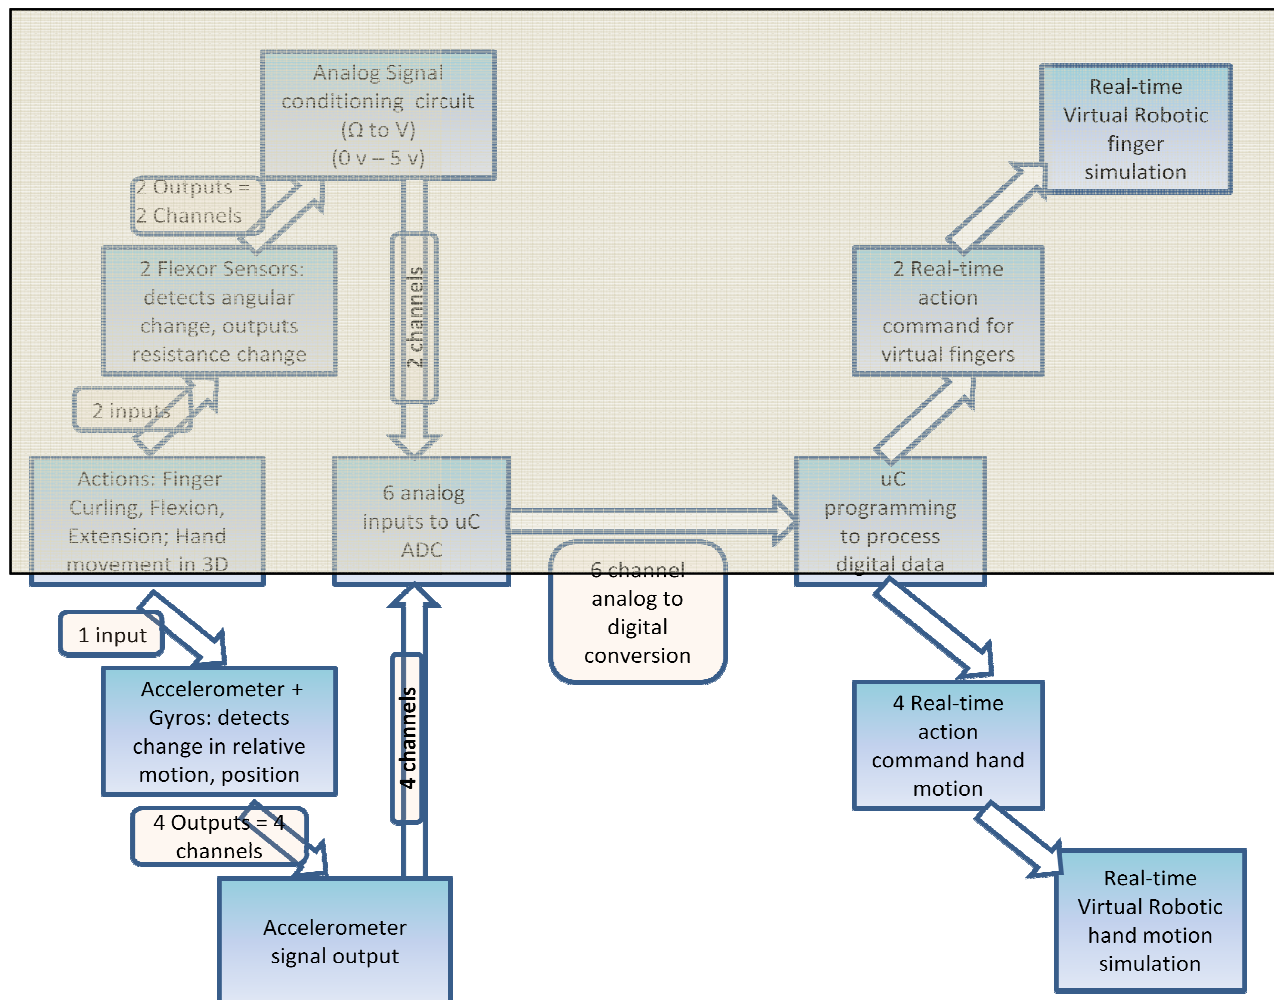 Analog Signal
conditioning circuit
(Ω to V)
(0 v – 5 v)
2 Outputs =
2 Channels
2 Flexor Sensors:
detects angular
change, outputs
resistance change
2 inputs
2 channels
Actions: Finger
Curling, Flexion,
Extension; Hand
movement in 3D
6 analog
inputs to uC
ADC
6 channel
analog to
digital
conversion
uC
programming
to process
digital data
2 Real-time
action
command for
virtual fingers
Real-time
Virtual Robotic
finger
simulation
1 input
Accelerometer +
Gyros: detects
change in relative
motion, position
4 Outputs = 4
channels
Accelerometer
signal output
4 channels
4 Real-time
action
command hand
motion
Real-time
Virtual Robotic
hand motion
simulation